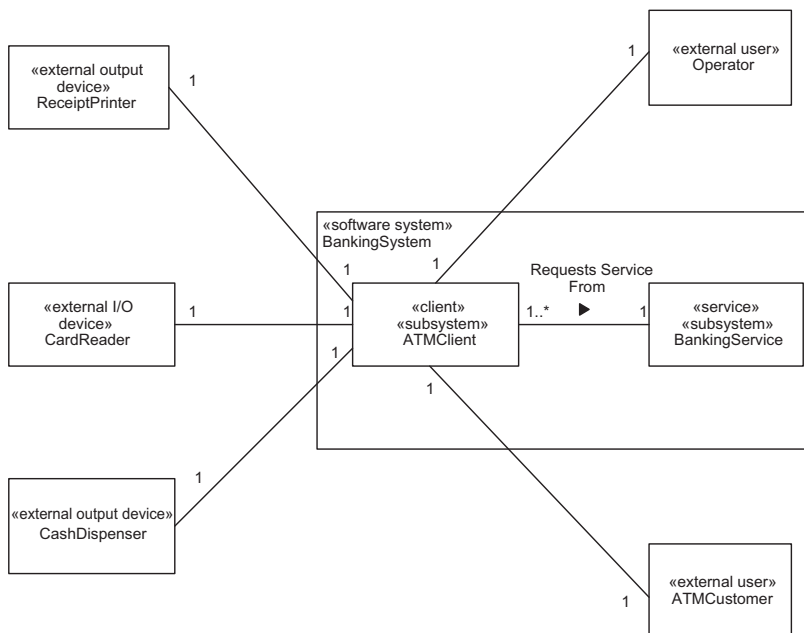 «external output
device»
ReceiptPrinter
1
1
«external user»
Operator
«software system»
BankingSystem
1
1
Requests Service
From
«external I/O
device»
CardReader
1
1
«client»
«subsystem»
ATMClient
1..*
1
«service»
«subsystem»
BankingService
1
1
1
«external output device»
CashDispenser
1
«external user»
ATMCustomer